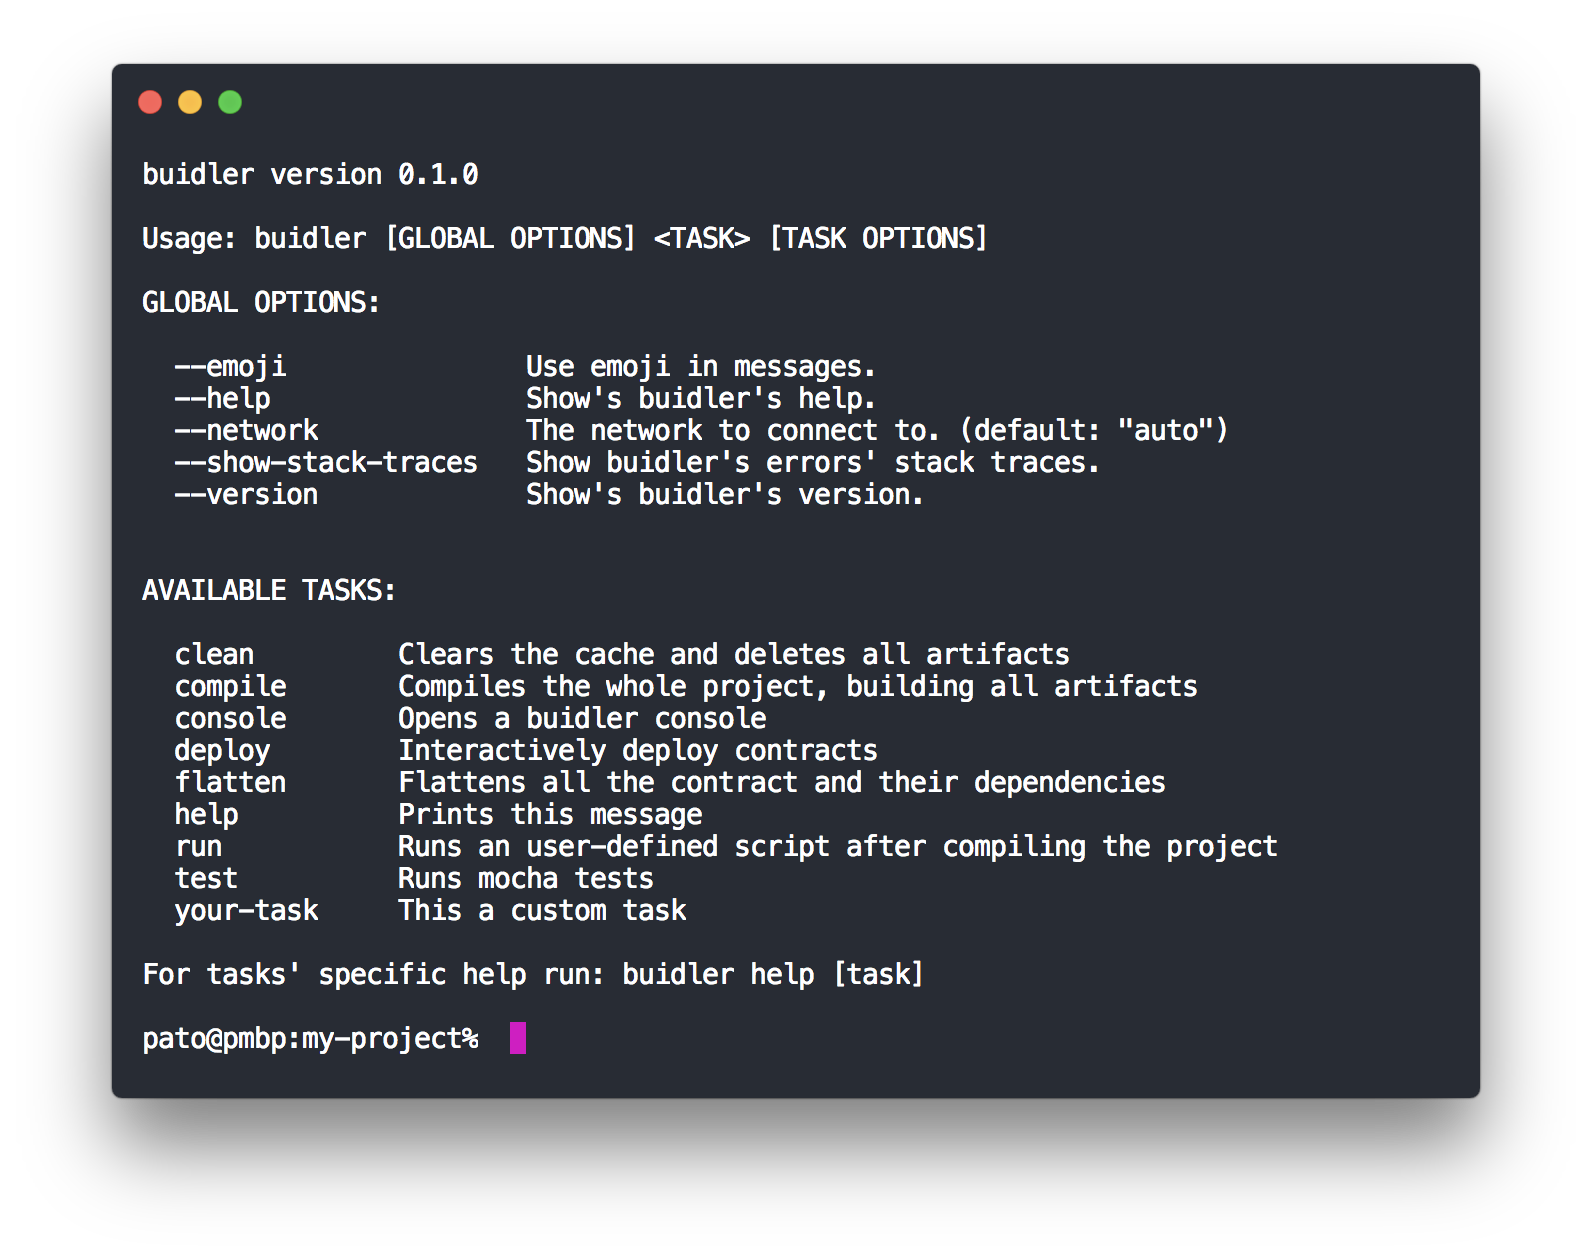 buidler version 0.1.0
Usage: buidler [GLOBAL OPTIONS] <TASK> [TASK OPTIONS]
GLOBAL OPTIONS:
--emoji Use emoji in messages.
--help Show's buidler's help.
--network The network to connect to. (default: "auto")
--show-stack-traces Show buidler's errors' stack traces.
--version Show's buidler's version.
AVAILABLE TASKS:
clean Clears the cache and deletes all artifacts
compile Compiles the whole project, building all artifacts
console Opens a buidler console
deploy Interactively deploy contracts
flatten Flattens all the contract and their dependencies
help Prints this message
run Runs an user-defined script after compiling the project
test Runs mocha tests
your-task This a custom task
For tasks' specific help run: buidler help [task]
pato@pmbp:my-project%